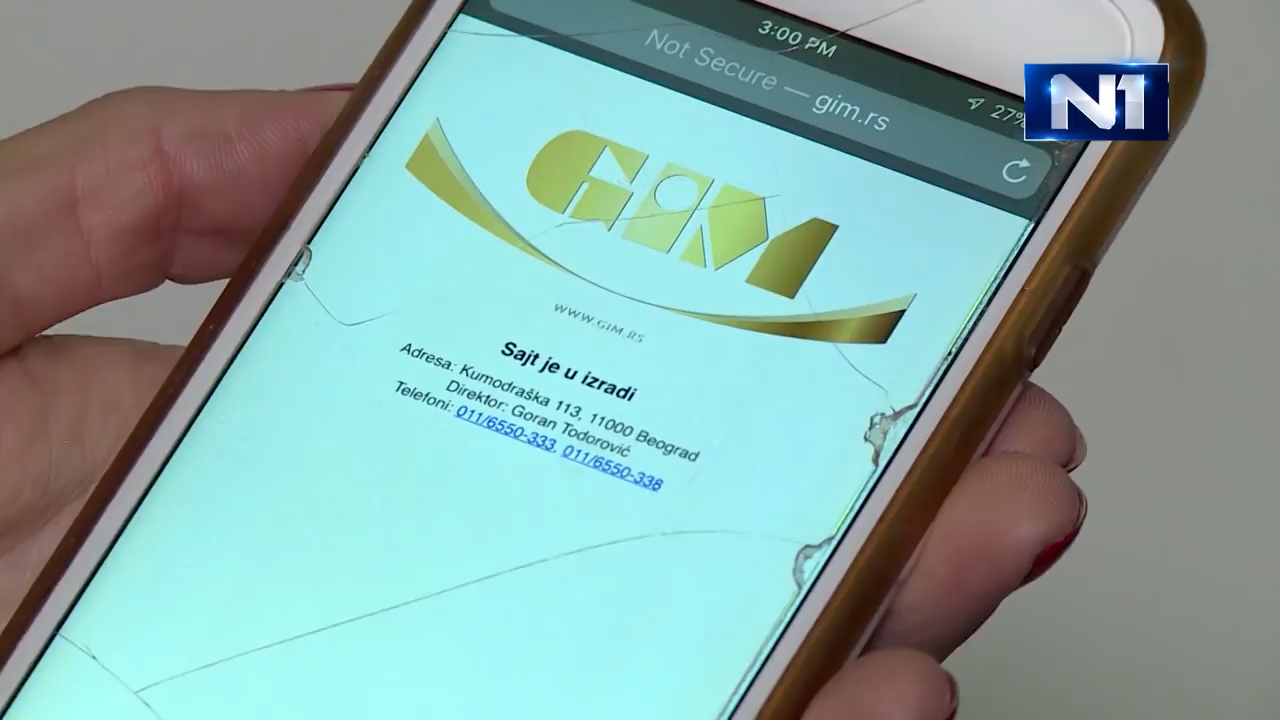 3:00 PM
27%
Not Secure — gim.rs
N1
GIM
WWW.GIM.RS
Sajt je u izradi
Adresa: Kumodraška 113, 11000 Beograd
Direktor: Goran Todorović
Telefoni: 011/6550-333, 011/6550-338